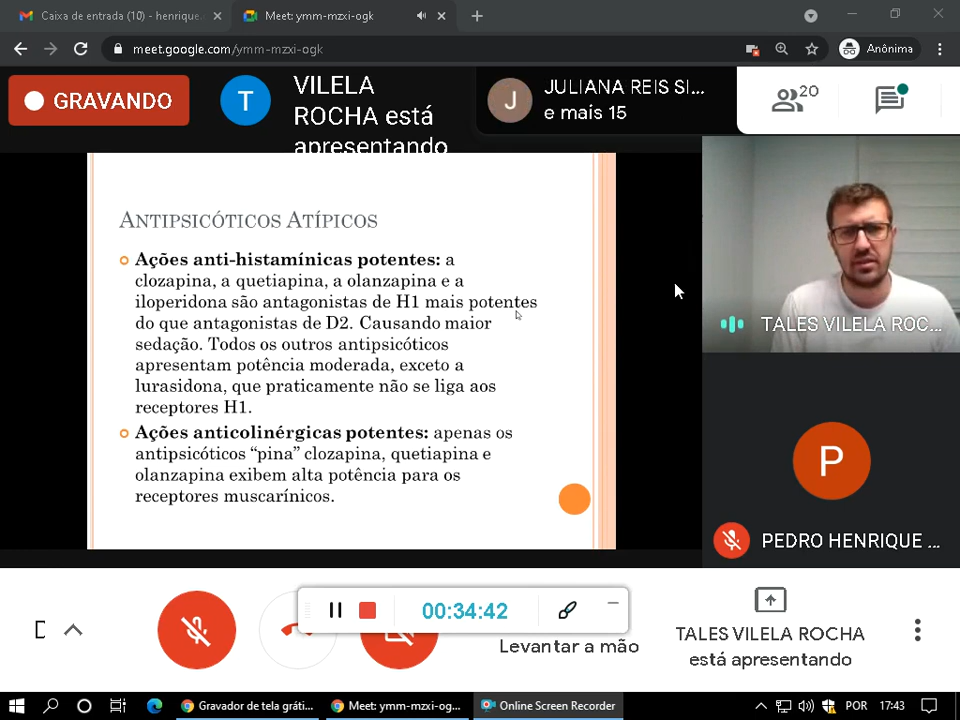 Caixa de entrada (10) - henrique.
Meet: ymm-mzxi-ogk
meet.google.com/ymm-mzxi-ogk
Anônima
GRAVANDO
T
VILELA
ROCHA está
apresentando
J
JULIANA REIS SI...
e mais 15
20
ANTIPSICÓTICOS ATÍPICOS
Ações anti-histamínicas potentes: a
clozapina, a quetiapina, a olanzapina e a
iloperidona são antagonistas de H1 mais potentes
do que antagonistas de D2. Causando maior
sedação. Todos os outros antipsicóticos
apresentam potência moderada, exceto a
lurasidona, que praticamente não se liga aos
receptores H1.
Ações anticolinérgicas potentes: apenas os
antipsicóticos “pina” clozapina, quetiapina e
olanzapina exibem alta potência para os
receptores muscarínicos.
TALES VILELA ROC...
P
PEDRO HENRIQUE ...
00:34:42
Levantar a mão
TALES VILELA ROCHA
está apresentando
Gravador de tela gráti...
Meet: ymm-mzxi-og...
Online Screen Recorder
POR
17:43